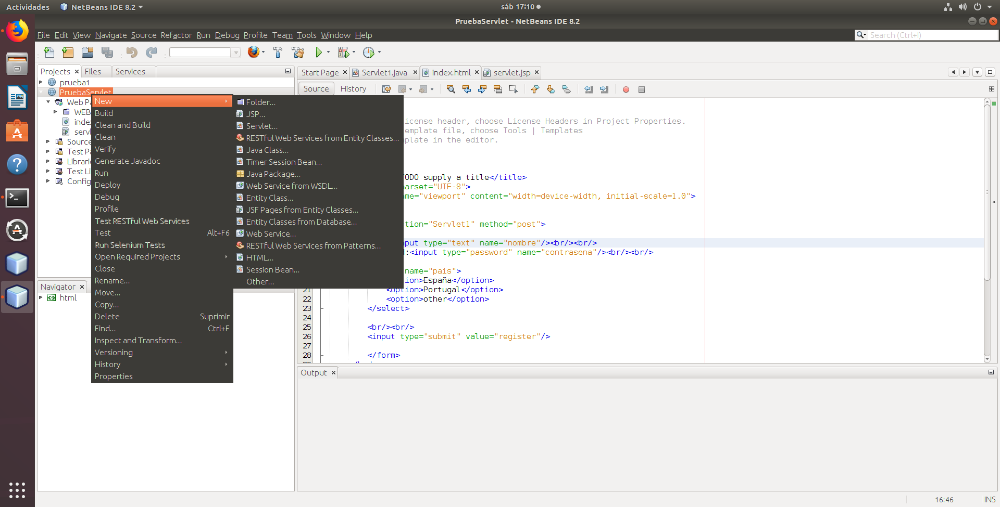 Actividades NetBeans IDE 8.2 sáb 17:10
PruebaServlet - NetBeans IDE 8.2
File Edit View Navigate Source Refactor Run Debug Profile Team Tools Window Help Search (Ctrl+I)
Projects Files Services
prueba1
PruebaServlet
Web Pa
WEB
index
servl
Source
Test Pa
Librari
Test Li
Config
New
Build
Clean and Build
Clean
Verify
Generate Javadoc
Run
Deploy
Debug
Profile
Test RESTful Web Services
Test Alt+F6
Run Selenium Tests
Open Required Projects
Close
Rename...
Move...
Copy...
Delete Suprimir
Find... Ctrl+F
Inspect and Transform...
Versioning
History
Properties
Folder...
JSP...
Servlet...
RESTful Web Services from Entity Classes...
Java Class...
Timer Session Bean...
Java Package...
Web Service from WSDL...
Entity Class...
JSF Pages from Entity Classes...
Entity Classes from Database...
Web Service...
RESTful Web Services from Patterns...
HTML...
Session Bean...
Other...
Navigator
html
Start Page Servlet1.java index.html servlet.jsp
Source History
icense header, choose License Headers in Project Properties.
emplate file, choose Tools | Templates
plate in the editor.
TODO supply a title</title>
arset="UTF-8">
me="viewport" content="width=device-width, initial-scale=1.0">
tion="Servlet1" method="post">
put type="text" name="nombre"/><br/><br/>
d:<input type="password" name="contrasena"/><br/><br/>
name="pais">
ion>España</option>
21 <option>Portugal</option>
22 <option>other</option>
23 </select>
24
25 <br/><br/>
26 <input type="submit" value="register"/>
27
28 </form>
Output
16:46 INS